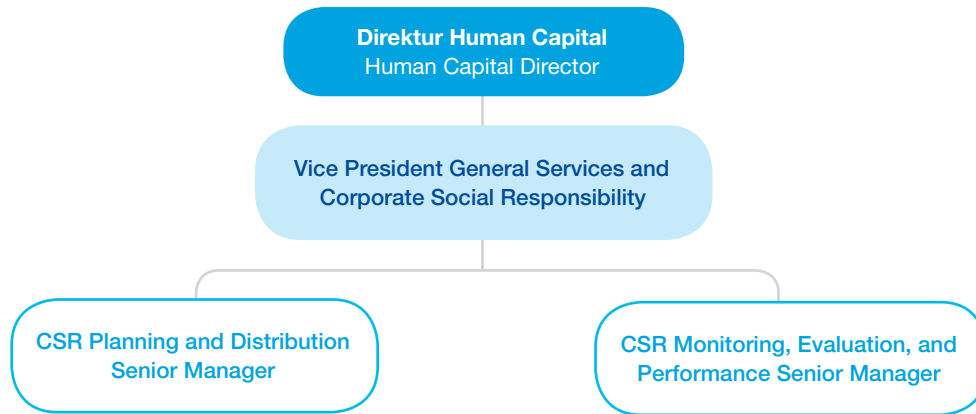 Direktur Human Capital
Human Capital Director
Vice President General Services and
Corporate Social Responsibility
CSR Planning and Distribution
Senior Manager
CSR Monitoring, Evaluation, and
Performance Senior Manager